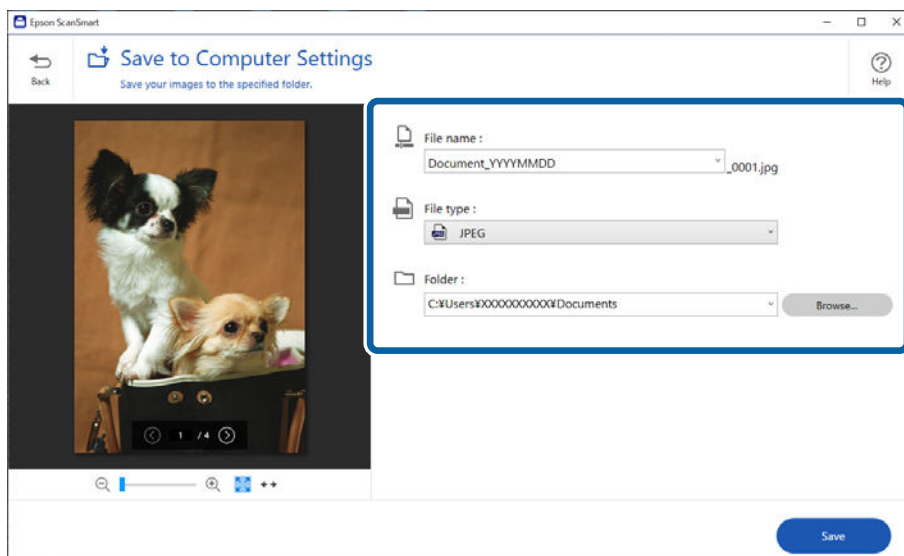 Epson ScanSmart
Back
Save to Computer Settings
Save your images to the specified folder.
Help
File name :
Document_YYYYMMDD
_0001.jpg
File type :
JPEG
Folder :
C:¥Users¥XXXXXXXXXX¥Documents
Browse...
1 / 4
Save